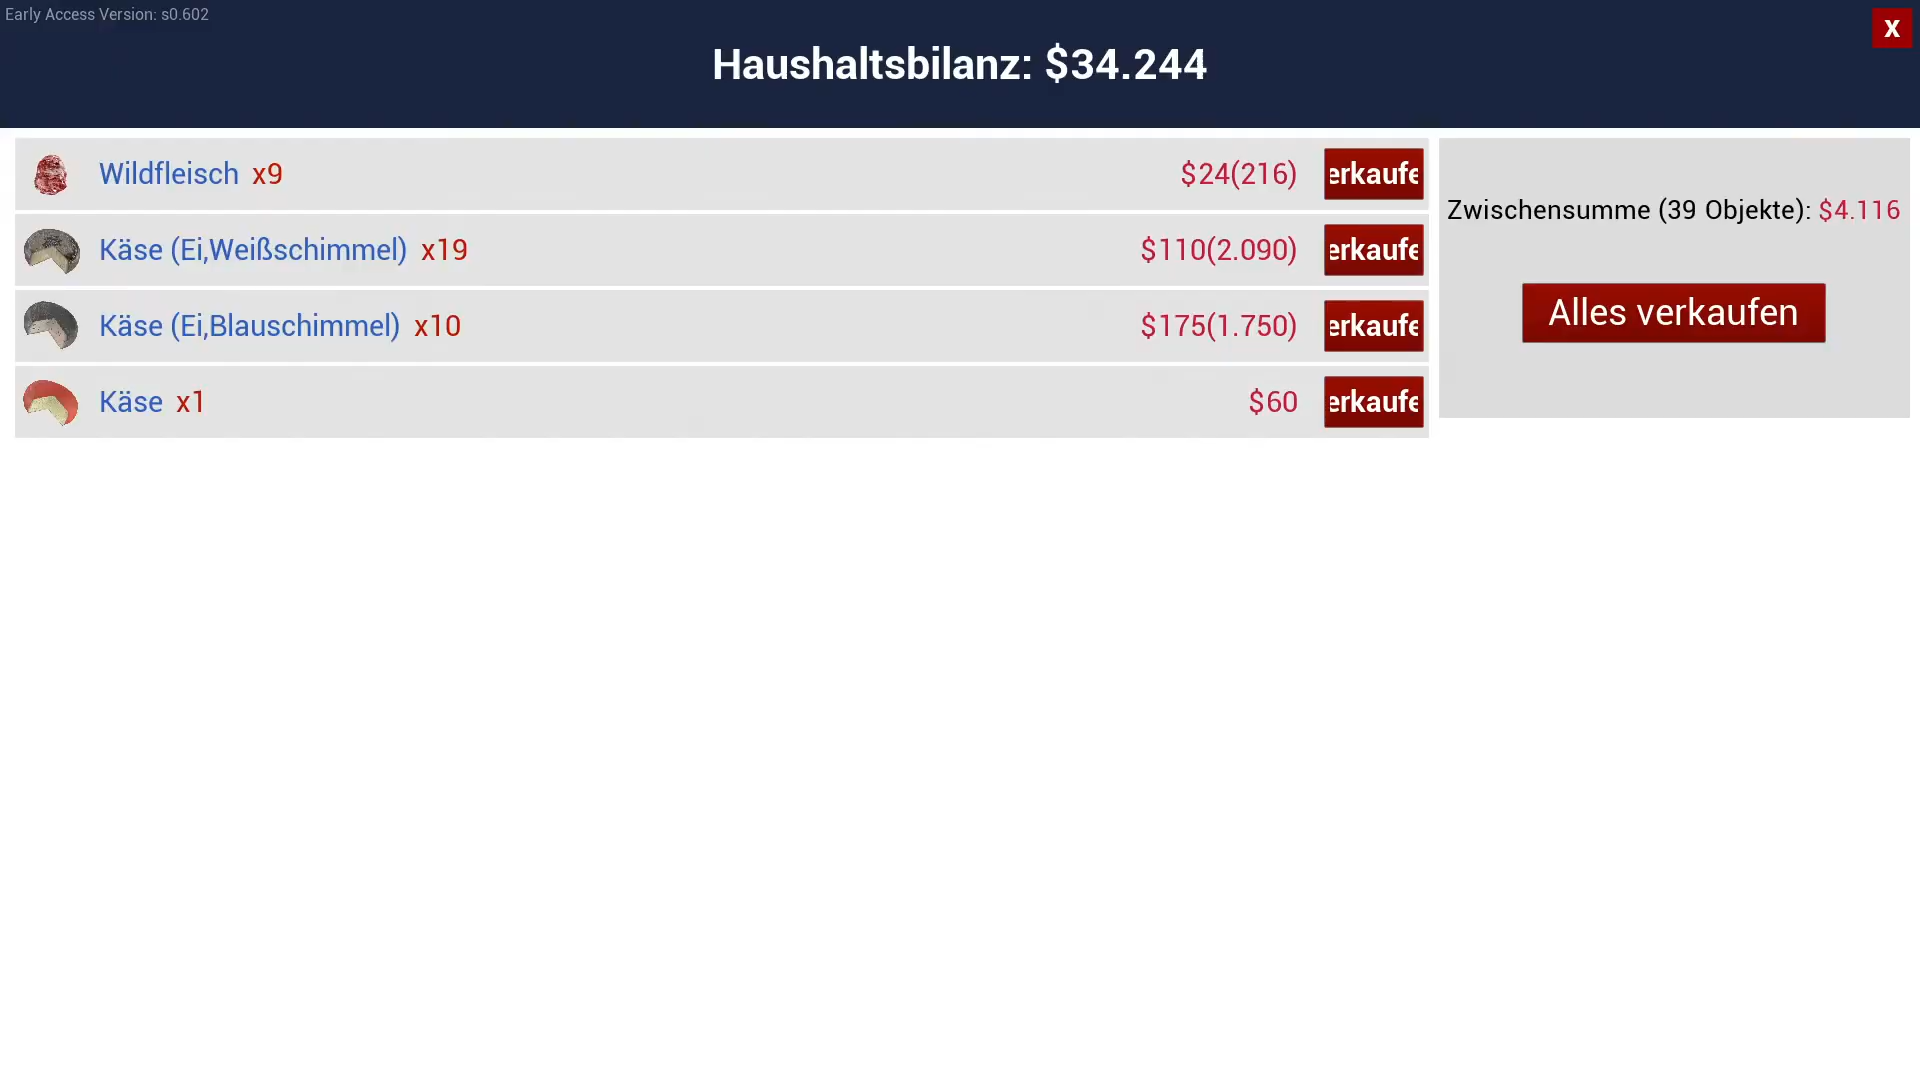 Early Access Version: s0.602
X
Haushaltsbilanz: $34.244
Wildfleisch x9 $24(216) erkaufe
Käse (Ei,Weißschimmel) x19 $110(2.090) erkaufe
Käse (Ei,Blauschimmel) x10 $175(1.750) erkaufe
Käse x1 $60 erkaufe
Zwischensumme (39 Objekte): $4.116
Alles verkaufen